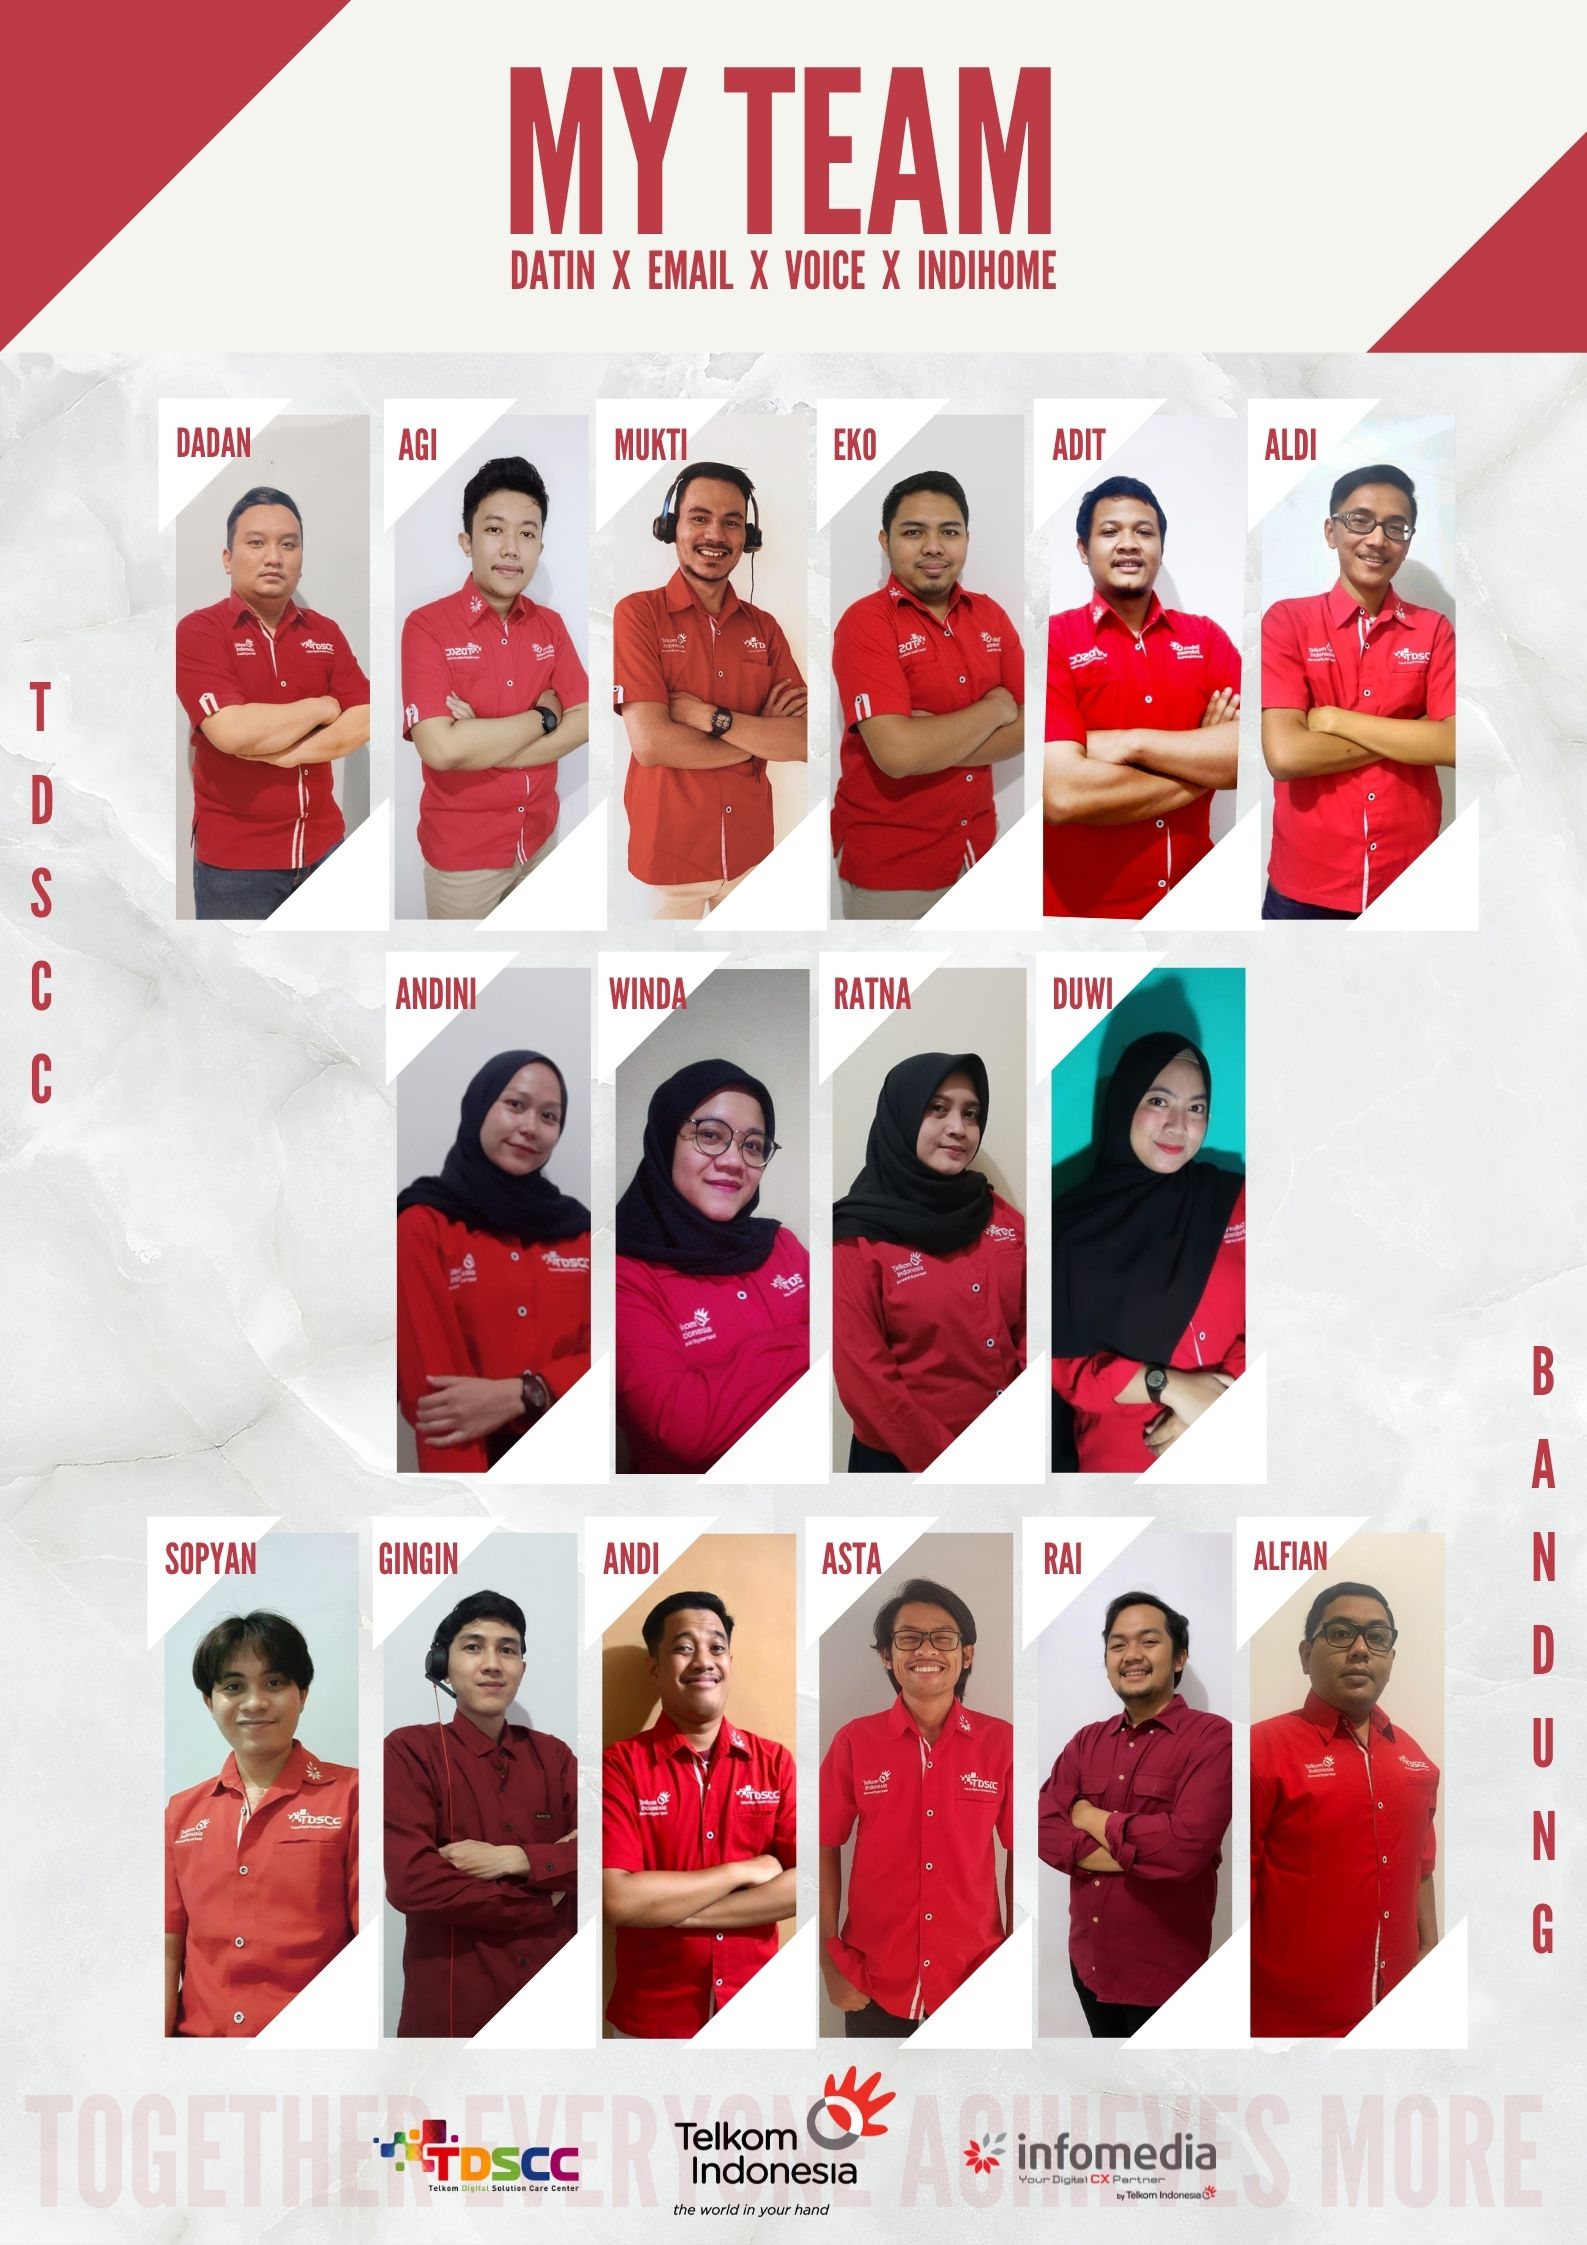 MY TEAM
DATIN X EMAIL X VOICE X INDIHOME
DADAN
AGI
MUKTI
EKO
ADIT
ALDI
TDSCC
ANDINI
WINDA
RATNA
DUWI
BANDUNG
SOPYAN
GINGIN
ANDI
ASTA
RAI
ALFIAN
TOGETHER EVERYONE ACHIEVES MORE
TDSCC
Telkom Digital Solution Care Center
Telkom
Indonesia
the world in your hand
infomedia
Your Digital CX Partner
by Telkom Indonesia